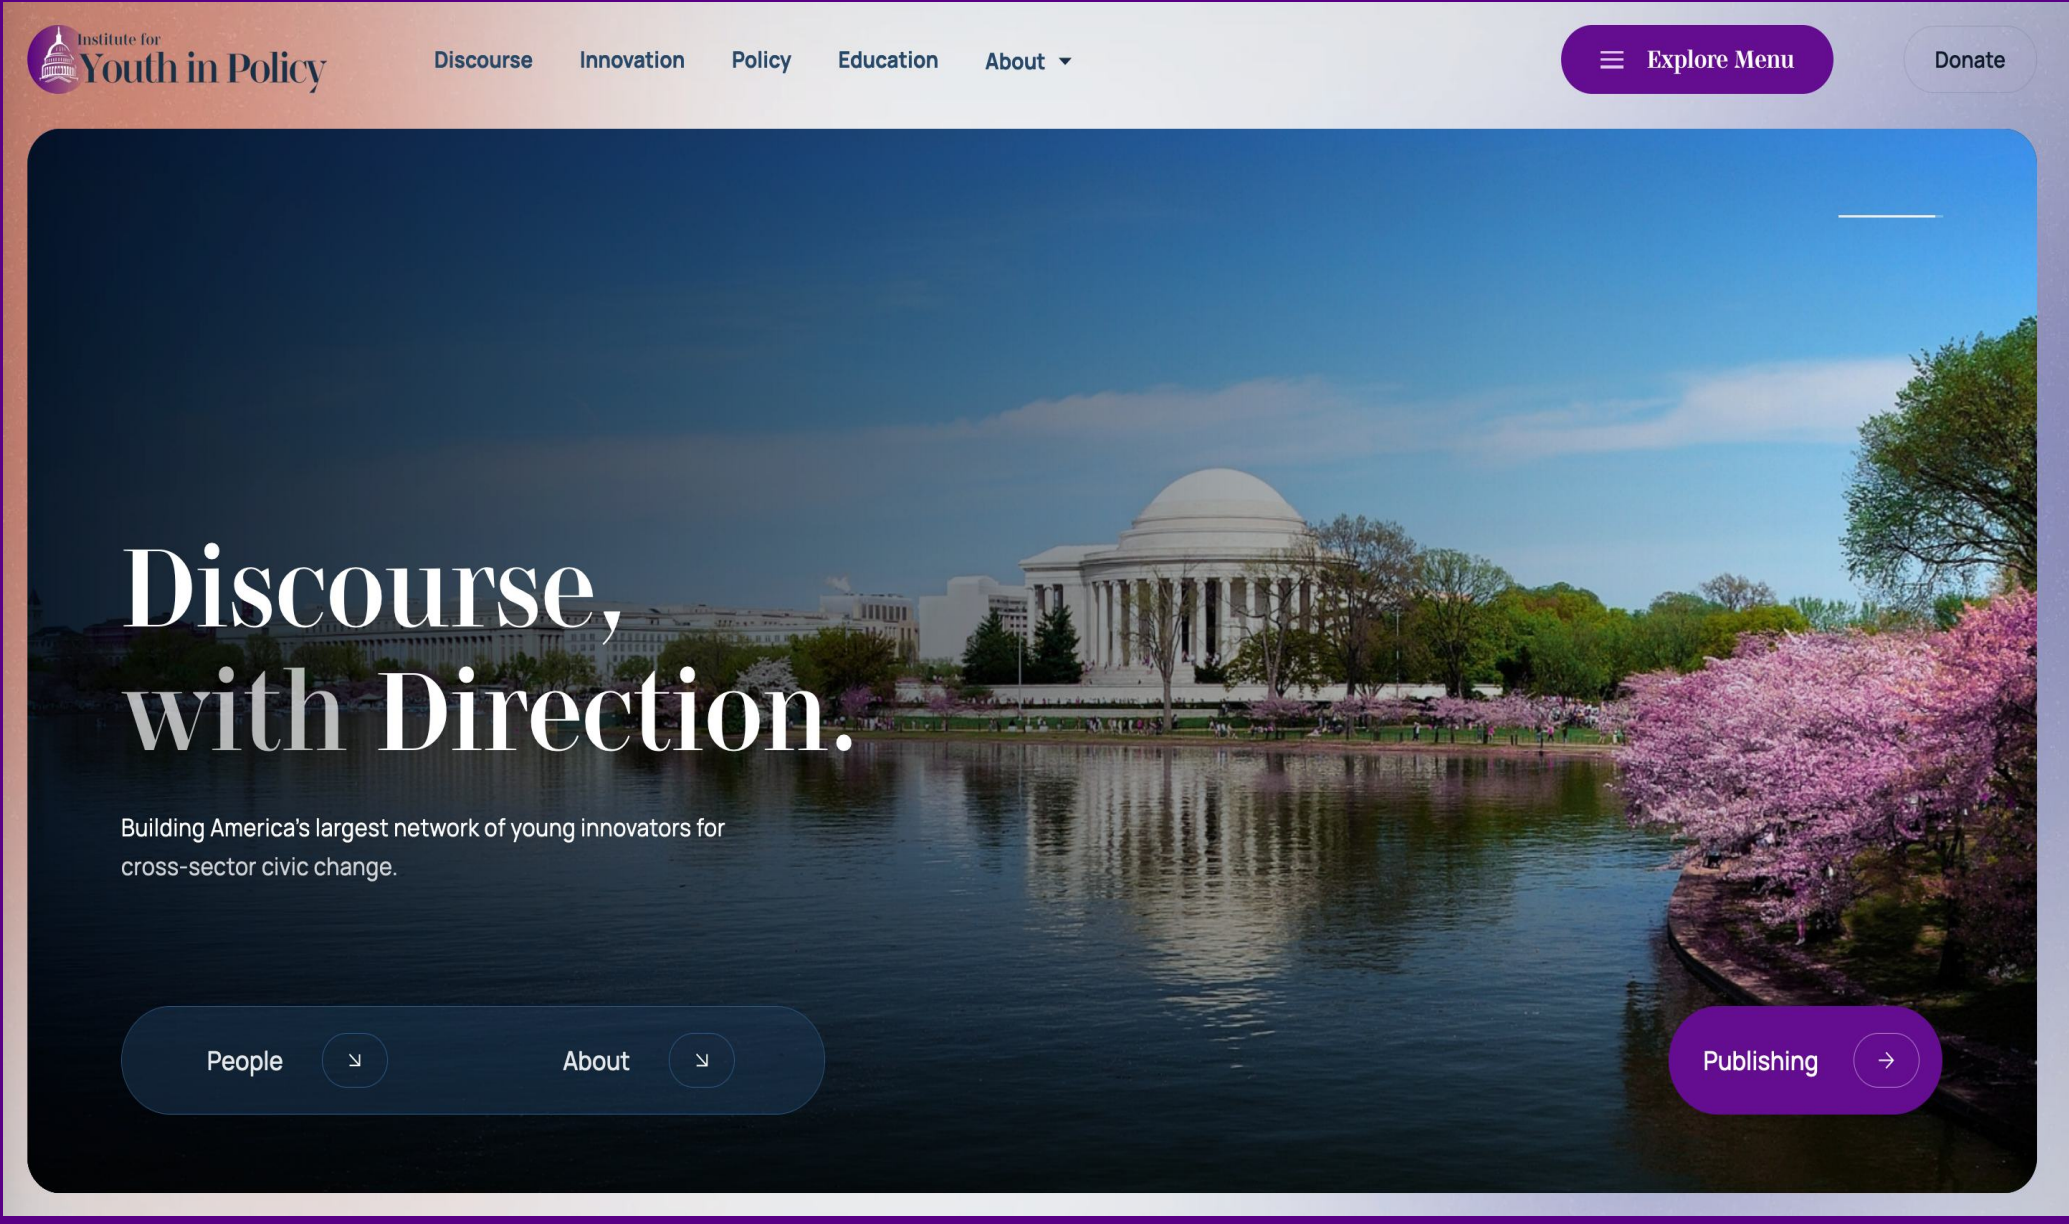 Institute for
Youth in Policy
Discourse Innovation Policy Education About
Explore Menu
Donate
Discourse,
with Direction.
Building America's largest network of young innovators for
cross-sector civic change.
People
About
Publishing